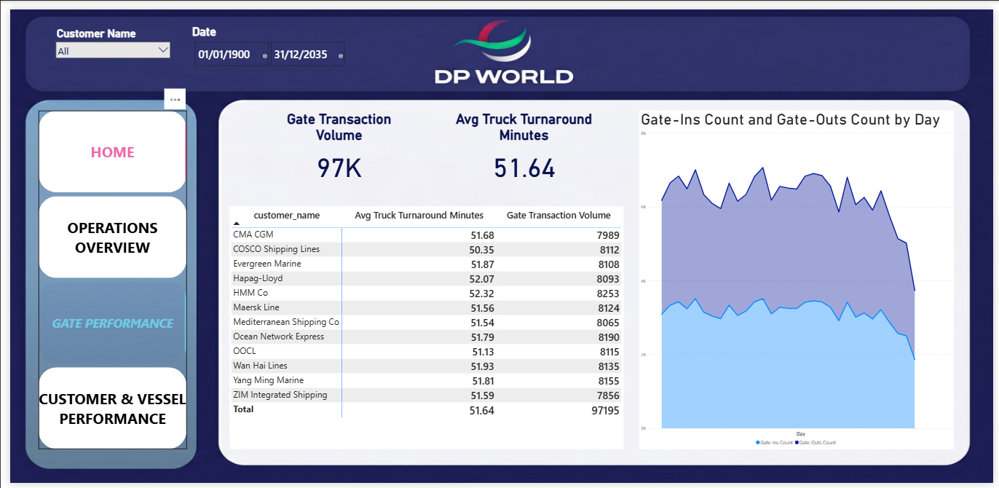 Customer Name
All
Date
01/01/1900
31/12/2035
DP WORLD
...
HOME
OPERATIONS
OVERVIEW
GATE PERFORMANCE
CUSTOMER & VESSEL
PERFORMANCE
Gate Transaction
Volume
97K
Avg Truck Turnaround
Minutes
51.64
customer_name Avg Truck Turnaround Minutes Gate Transaction Volume
CMA CGM 51.68 7989
COSCO Shipping Lines 50.35 8112
Evergreen Marine 51.87 8108
Hapag-Lloyd 52.07 8093
HMM Co 52.32 8253
Maersk Line 51.56 8124
Mediterranean Shipping Co 51.54 8065
Ocean Network Express 51.79 8190
OOCL 51.13 8115
Wan Hai Lines 51.93 8135
Yang Ming Marine 51.81 8155
ZIM Integrated Shipping 51.59 7856
Total 51.64 97195
Gate-Ins Count and Gate-Outs Count by Day
8K
6K
4K
2K
0K
Day
Gate-Ins Count Gate-Outs Count